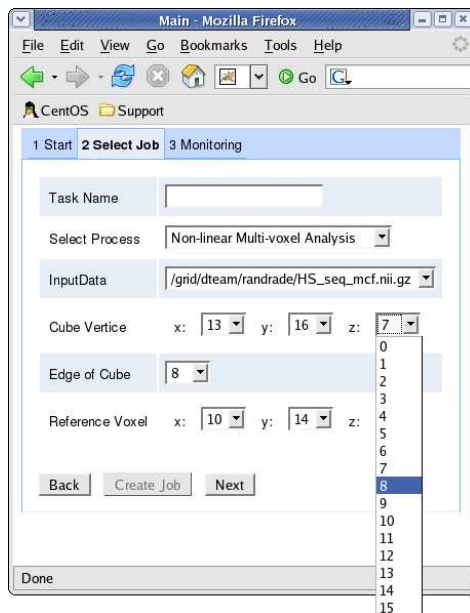 Main - Mozilla Firefox
File Edit View Go Bookmarks Tools Help
Go G
CentOS Support
1 Start 2 Select Job 3 Monitoring
Task Name
Select Process Non-linear Multi-voxel Analysis
InputData /grid/dteam/randrade/HS_seq_mcf.nii.gz
Cube Vertice x: 13 y: 16 z: 7
0
1
2
3
4
5
6
7
8
9
10
11
12
13
14
15
Edge of Cube 8
Reference Voxel x: 10 y: 14 z:
Back Create Job Next
Done